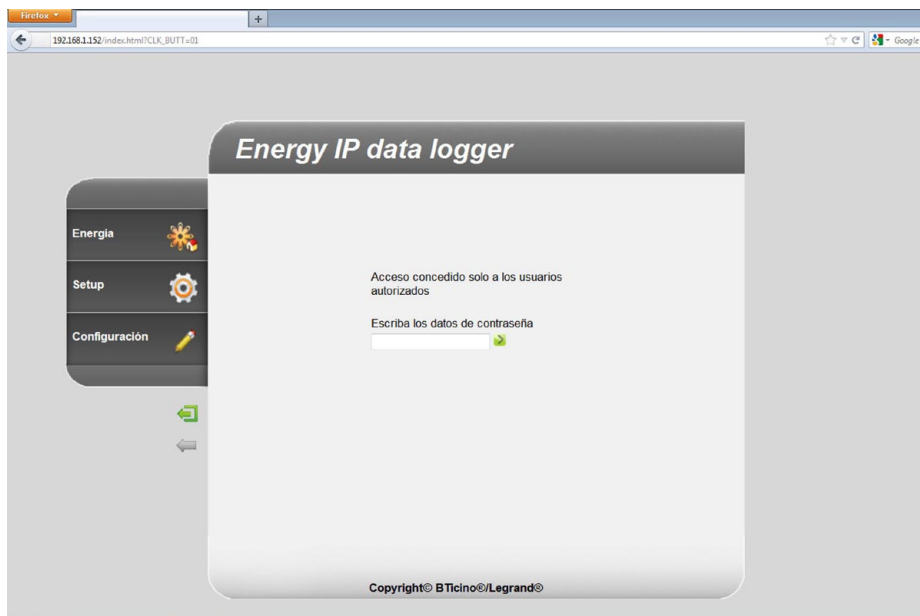 Firefox
192.168.1.152/index.html?CLK_BUTT=01
Google
Energy IP data logger
Energia
Setup
Configuración
Acceso concedido solo a los usuarios
autorizados
Escriba los datos de contraseña
Copyright© BTicino®/Legrand®